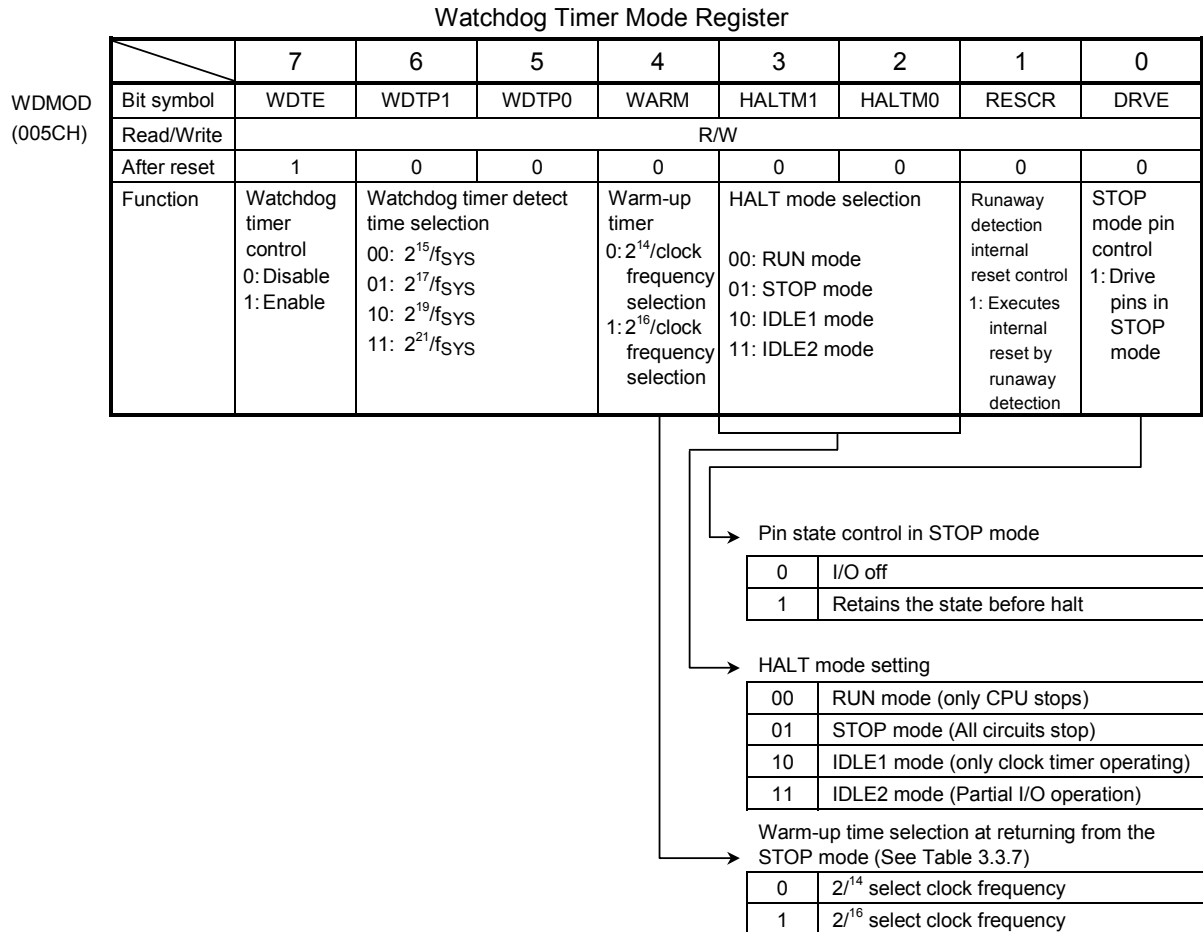 Watchdog Timer Mode Register
7 6 5 4 3 2 1 0
WDMOD
(005CH)
Bit symbol WDTE WDTP1 WDTP0 WARM HALTM1 HALTM0 RESCR DRVE
Read/Write R/W
After reset 1 0 0 0 0 0 0 0
Function
Watchdog
timer
control
0: Disable
1: Enable
Watchdog timer detect
time selection
00: 2^15/fSYS
01: 2^17/fSYS
10: 2^19/fSYS
11: 2^21/fSYS
Warm-up
timer
0: 2^14/clock
frequency
selection
1: 2^16/clock
frequency
selection
HALT mode selection
00: RUN mode
01: STOP mode
10: IDLE1 mode
11: IDLE2 mode
Runaway
detection
internal
reset control
1: Executes
internal
reset by
runaway
detection
STOP
mode pin
control
1: Drive
pins in
STOP
mode
Pin state control in STOP mode
0 I/O off
1 Retains the state before halt
HALT mode setting
00 RUN mode (only CPU stops)
01 STOP mode (All circuits stop)
10 IDLE1 mode (only clock timer operating)
11 IDLE2 mode (Partial I/O operation)
Warm-up time selection at returning from the
STOP mode (See Table 3.3.7)
0 2/^14 select clock frequency
1 2/^16 select clock frequency